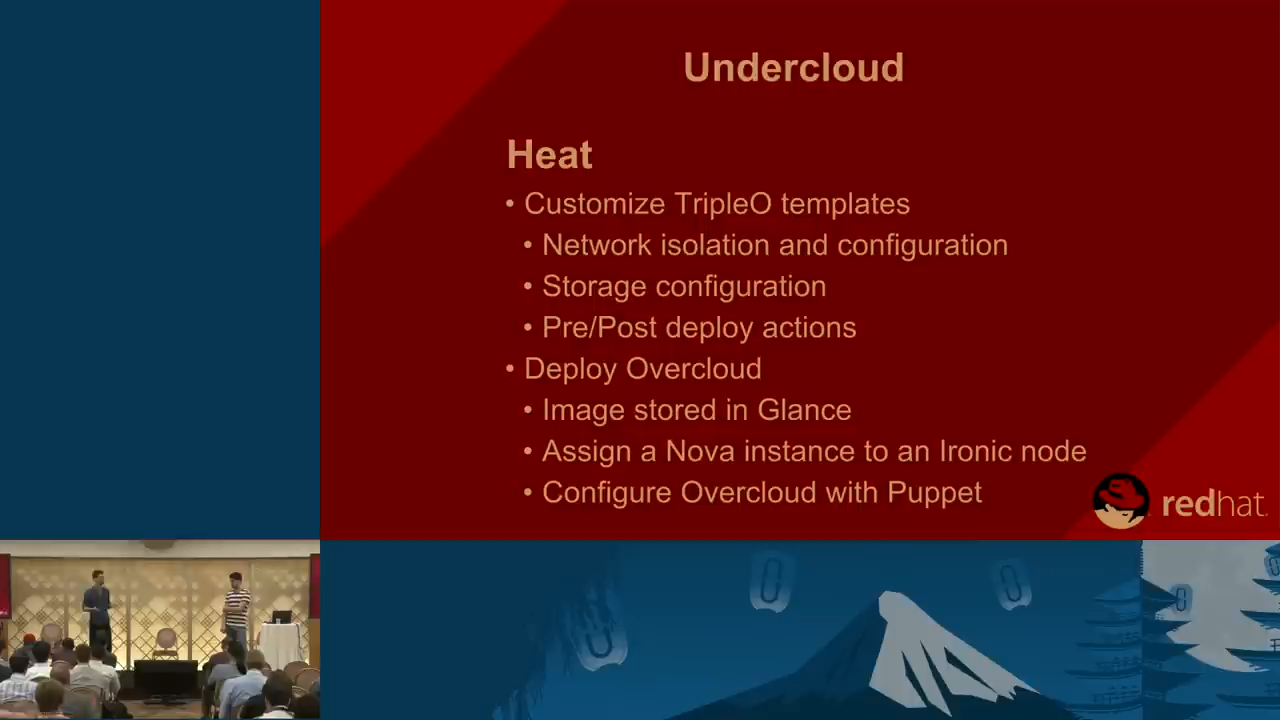 Undercloud
Heat
• Customize TripleO templates
• Network isolation and configuration
• Storage configuration
• Pre/Post deploy actions
• Deploy Overcloud
• Image stored in Glance
• Assign a Nova instance to an Ironic node
• Configure Overcloud with Puppet
redhat.